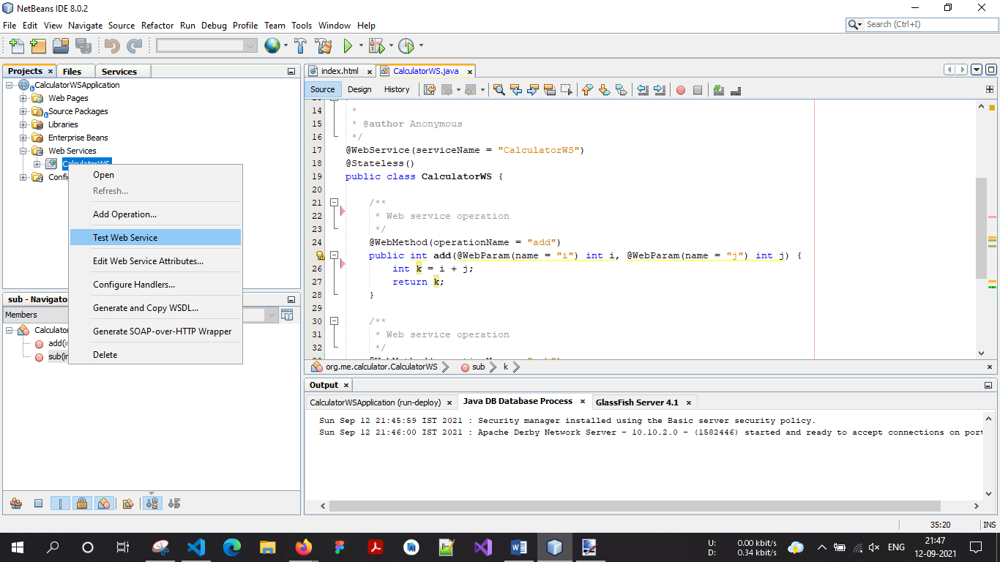 NetBeans IDE 8.0.2
File Edit View Navigate Source Refactor Run Debug Profile Team Tools Window Help
Search (Ctrl+I)
Projects × Files Services
CalculatorWSApplication
Web Pages
Source Packages
Libraries
Enterprise Beans
Web Services
CalculatorWS
Open
Refresh...
Add Operation...
Test Web Service
Edit Web Service Attributes...
Configure Handlers...
Generate and Copy WSDL...
Generate SOAP-over-HTTP Wrapper
Delete
sub - Navigato
Members
Calculator
add(i
sub(i
index.html × CalculatorWS.java ×
Source Design History
14 *
15 * @author Anonymous
16 */
17 @WebService(serviceName = "CalculatorWS")
18 @Stateless()
19 public class CalculatorWS {
20
21 /**
22 * Web service operation
23 */
24 @WebMethod(operationName = "add")
public int add(@WebParam(name = "i") int i, @WebParam(name = "j") int j) {
26 int k = i + j;
27 return k;
28 }
29
30 /**
31 * Web service operation
32 */
org.me.calculator.CalculatorWS sub k ×
Output ×
CalculatorWSApplication (run-deploy) × Java DB Database Process × GlassFish Server 4.1 ×
Sun Sep 12 21:45:59 IST 2021 : Security manager installed using the Basic server security policy.
Sun Sep 12 21:46:00 IST 2021 : Apache Derby Network Server - 10.10.2.0 - (1582446) started and ready to accept connections on port
35:20 INS
U: 0.00 kbit/s
D: 0.34 kbit/s
ENG
21:47
12-09-2021